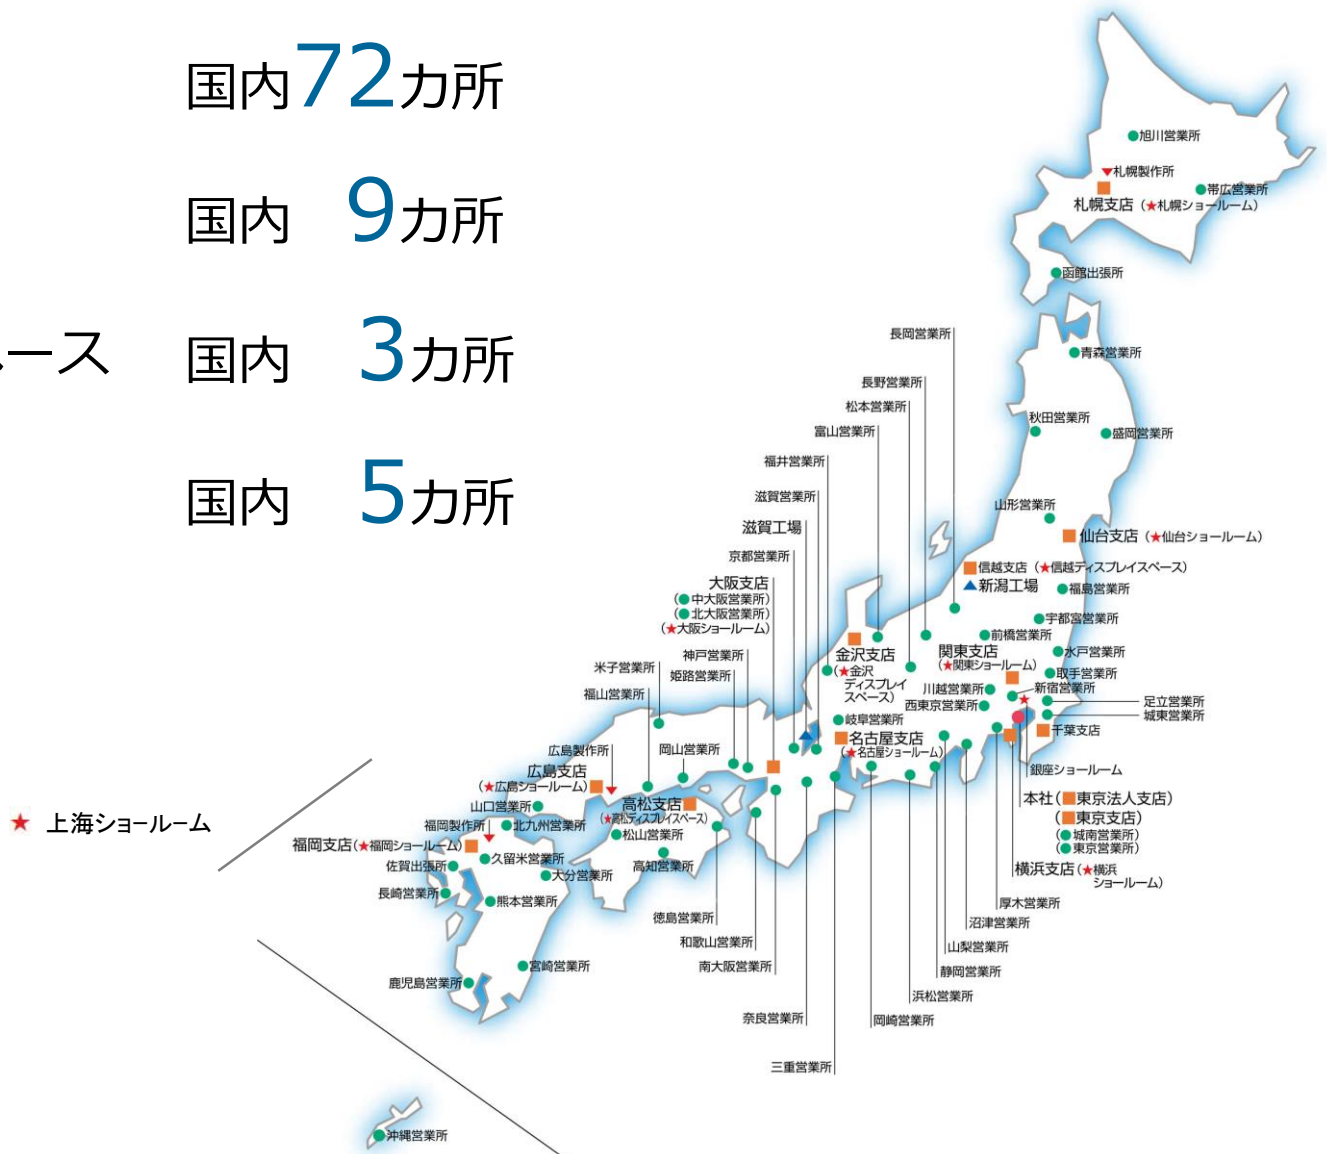 国内72カ所
国内 9カ所
ース 国内 3カ所
国内 5カ所
旭川営業所
▼札幌製作所
帯広営業所
札幌支店（★札幌ショールーム）
函館出張所
長岡営業所
青森営業所
長野営業所
松本営業所
秋田営業所
富山営業所
盛岡営業所
福井営業所
滋賀営業所
山形営業所
滋賀工場
仙台支店（★仙台ショールーム）
京都営業所
信越支店（★信越ディスプレイスペース）
大阪支店
▲新潟工場
福島営業所
（●中大阪営業所）
（●北大阪営業所）
（★大阪ショールーム）
宇都宮営業所
前橋営業所
金沢支店
（★金沢
ディスプレイ
スペース）
関東支店
（★関東ショールーム）
水戸営業所
神戸営業所
米子営業所
姫路営業所
取手営業所
福山営業所
川越営業所
新宿営業所
西東京営業所
足立営業所
城東営業所
岐阜営業所
千葉支店
名古屋支店
（★名古屋ショールーム）
広島製作所
岡山営業所
広島支店
（★広島ショールーム）
銀座ショールーム
山口営業所
高松支店
（★高松ディスプレイスペース）
本社（■東京法人支店）
（■東京支店）
（●城南営業所）
（●東京営業所）
★ 上海ショールーム
福岡製作所
北九州営業所
松山営業所
福岡支店（★福岡ショールーム）
久留米営業所
佐賀出張所
高知営業所
大分営業所
横浜支店（★横浜
ショールーム）
長崎営業所
熊本営業所
厚木営業所
徳島営業所
沼津営業所
和歌山営業所
山梨営業所
南大阪営業所
宮崎営業所
静岡営業所
鹿児島営業所
浜松営業所
奈良営業所
岡崎営業所
三重営業所
沖縄営業所